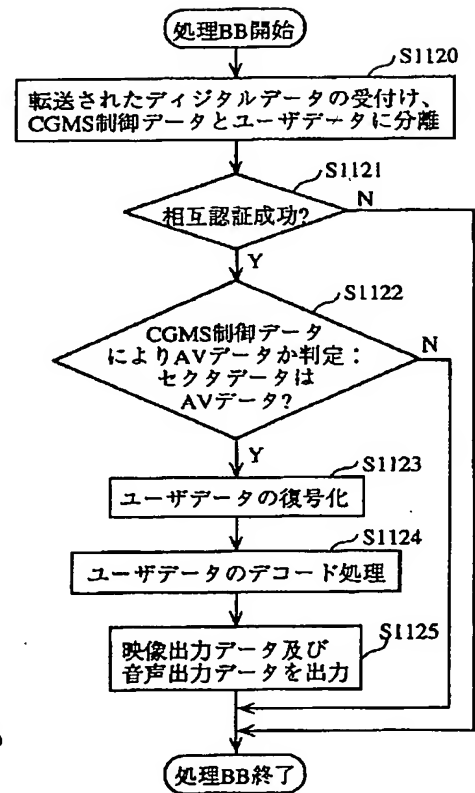 処理BB開始
S1120
転送されたディジタルデータの受付け、
CGMS制御データとユーザデータに分離
S1121
相互認証成功?
N
Y
S1122
CGMS制御データ
によりAVデータか判定：
セクタデータは
AVデータ?
N
Y
S1123
ユーザデータの復号化
S1124
ユーザデータのデコード処理
S1125
映像出力データ及び
音声出力データを出力
処理BB終了